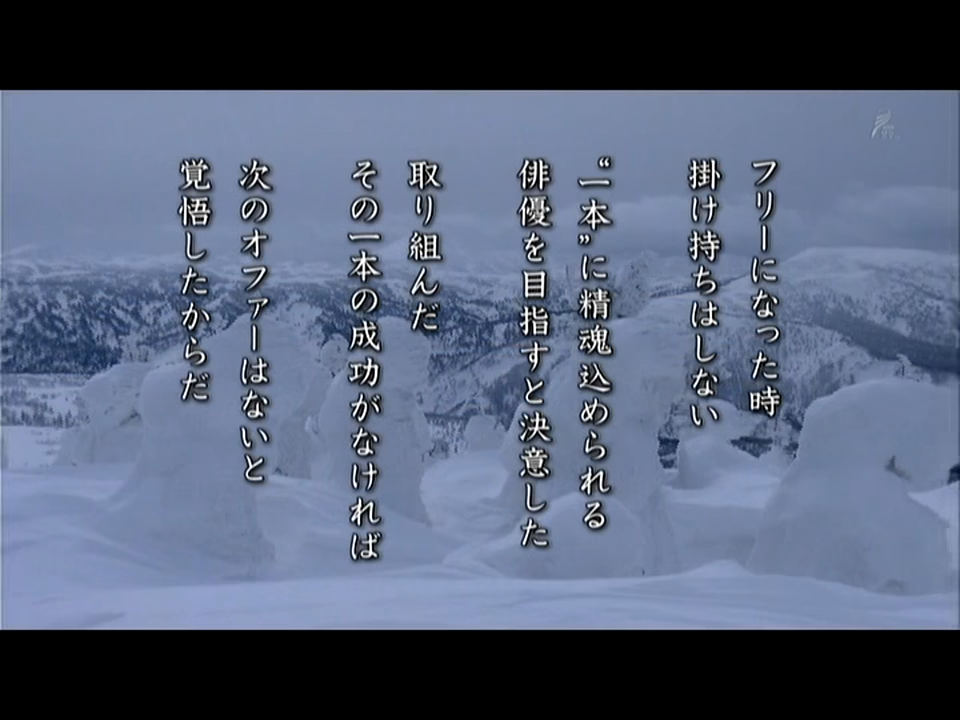 フリーになった時
掛け持ちはしない
“一本”に精魂込められる
俳優を目指すと決意した
取り組んだ
その一本の成功がなければ
次のオファーはないと
覚悟したからだ